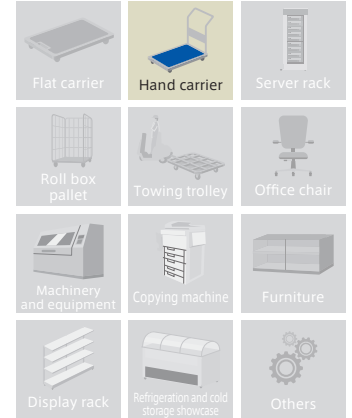 Flat carrier
Hand carrier
Server rack
Roll box
pallet
Towing trolley
Office chair
Machinery
and equipment
Copying machine
Furniture
Display rack
Refrigeration and cold
storage showcase
Others